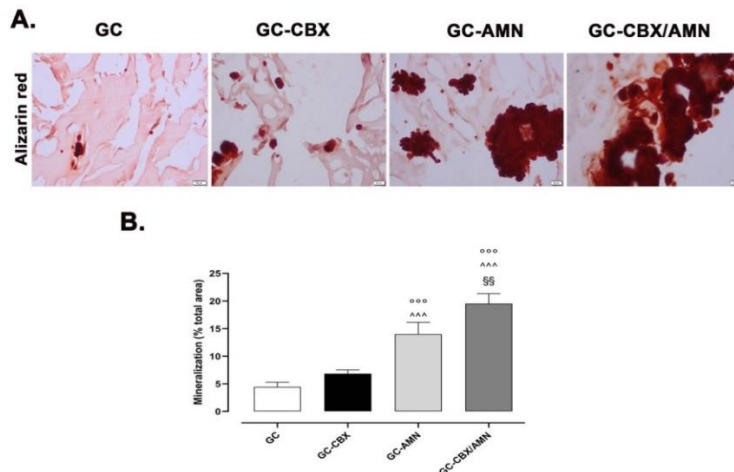 A.
GC
GC-CBX
GC-AMN
GC-CBX/AMN
Alizarin red
B.
°°°
^^^
§§
°°°
^^^
Mineralization (% total area)
25
20
15
10
5
0
GC
GC-CBX
GC-AMN
GC-CBX/AMN